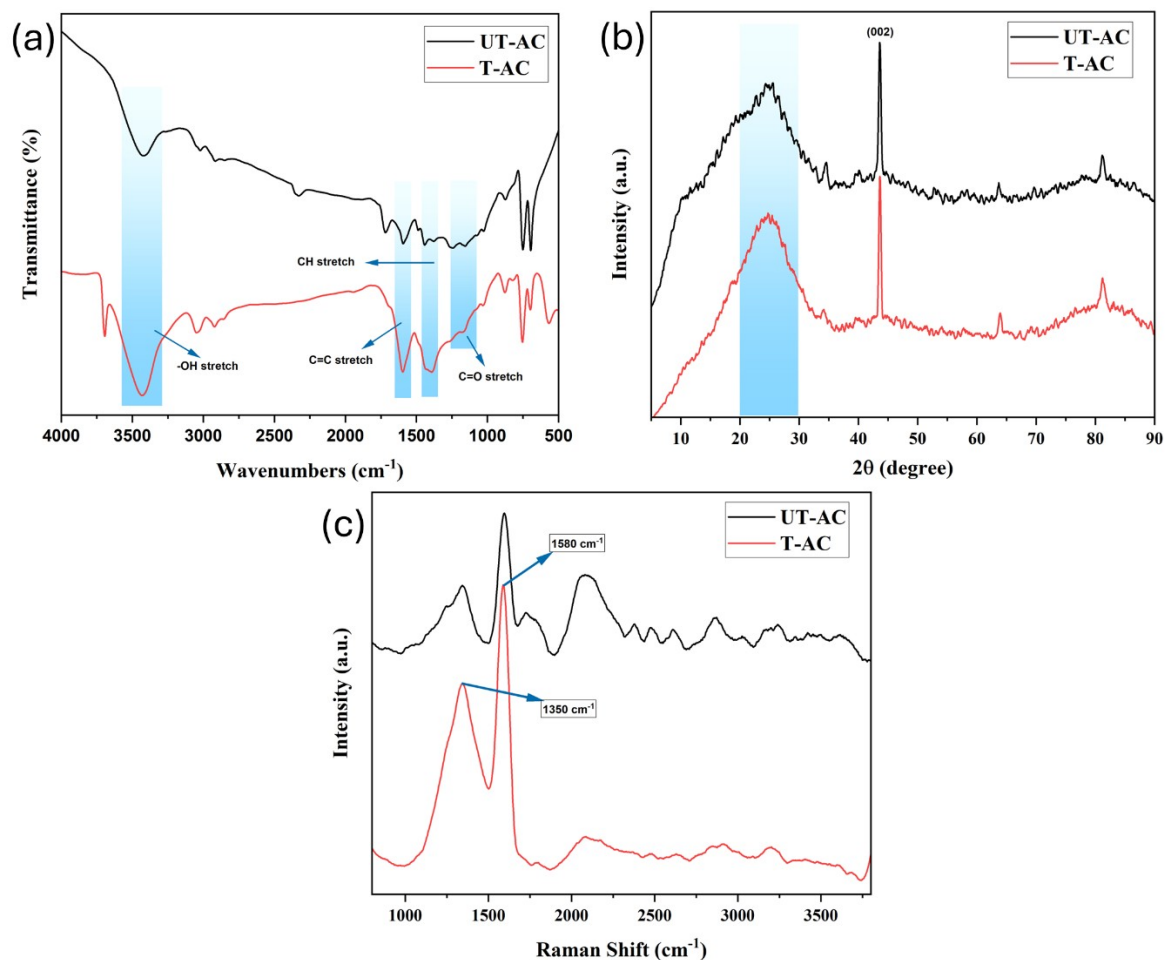 (a)
UT-AC
T-AC
Transmittance (%)
CH stretch
-OH stretch
C=C stretch
C=O stretch
4000 3500 3000 2500 2000 1500 1000 500
Wavenumbers (cm⁻¹)
(b)
(002)
UT-AC
T-AC
Intensity (a.u.)
10 20 30 40 50 60 70 80 90
2θ (degree)
(c)
UT-AC
T-AC
1580 cm⁻¹
1350 cm⁻¹
Intensity (a.u.)
1000 1500 2000 2500 3000 3500
Raman Shift (cm⁻¹)